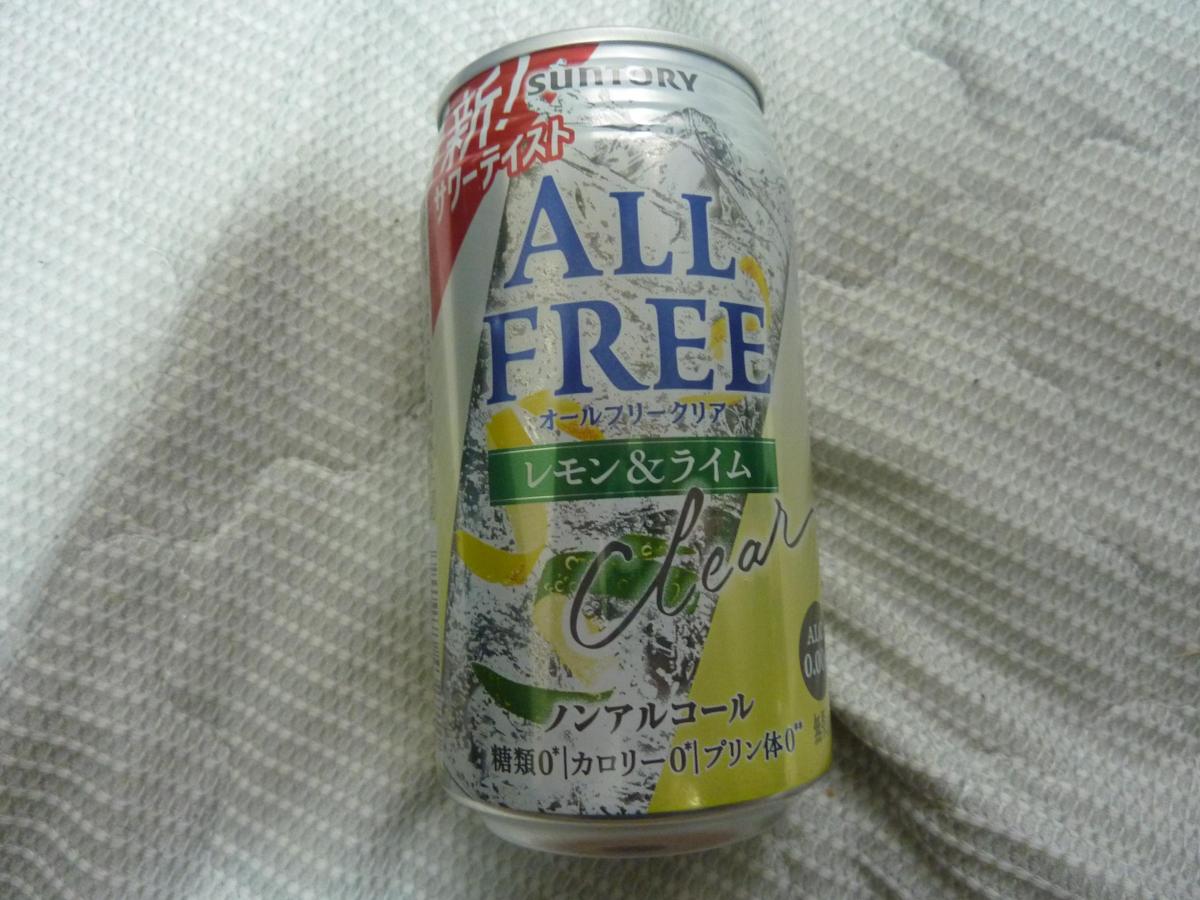 新!
サワーテイスト
SUNTORY
ALL
FREE
オールフリークリア
レモン&ライム
clear
ノンアルコール
糖類0*|カロリー0*|プリン体0**